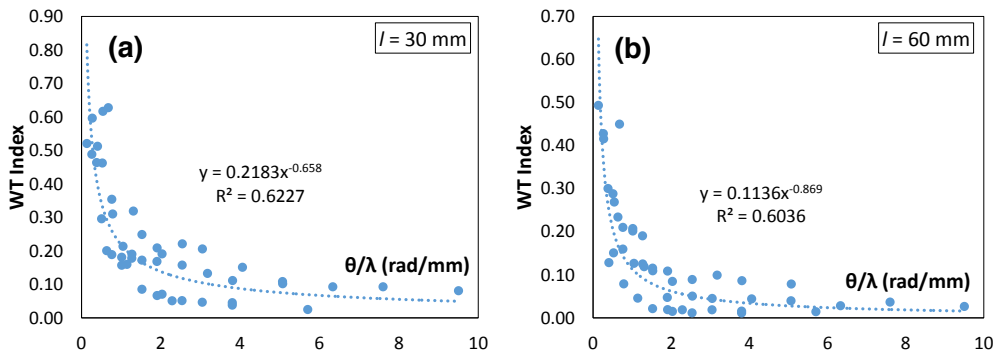 (a)
l = 30 mm
WT Index
0.90
0.80
0.70
0.60
0.50
0.40
0.30
0.20
0.10
0.00
y = 0.2183x^-0.658
R² = 0.6227
θ/λ (rad/mm)
0 2 4 6 8 10
(b)
l = 60 mm
WT Index
0.70
0.60
0.50
0.40
0.30
0.20
0.10
0.00
y = 0.1136x^-0.869
R² = 0.6036
θ/λ (rad/mm)
0 2 4 6 8 10